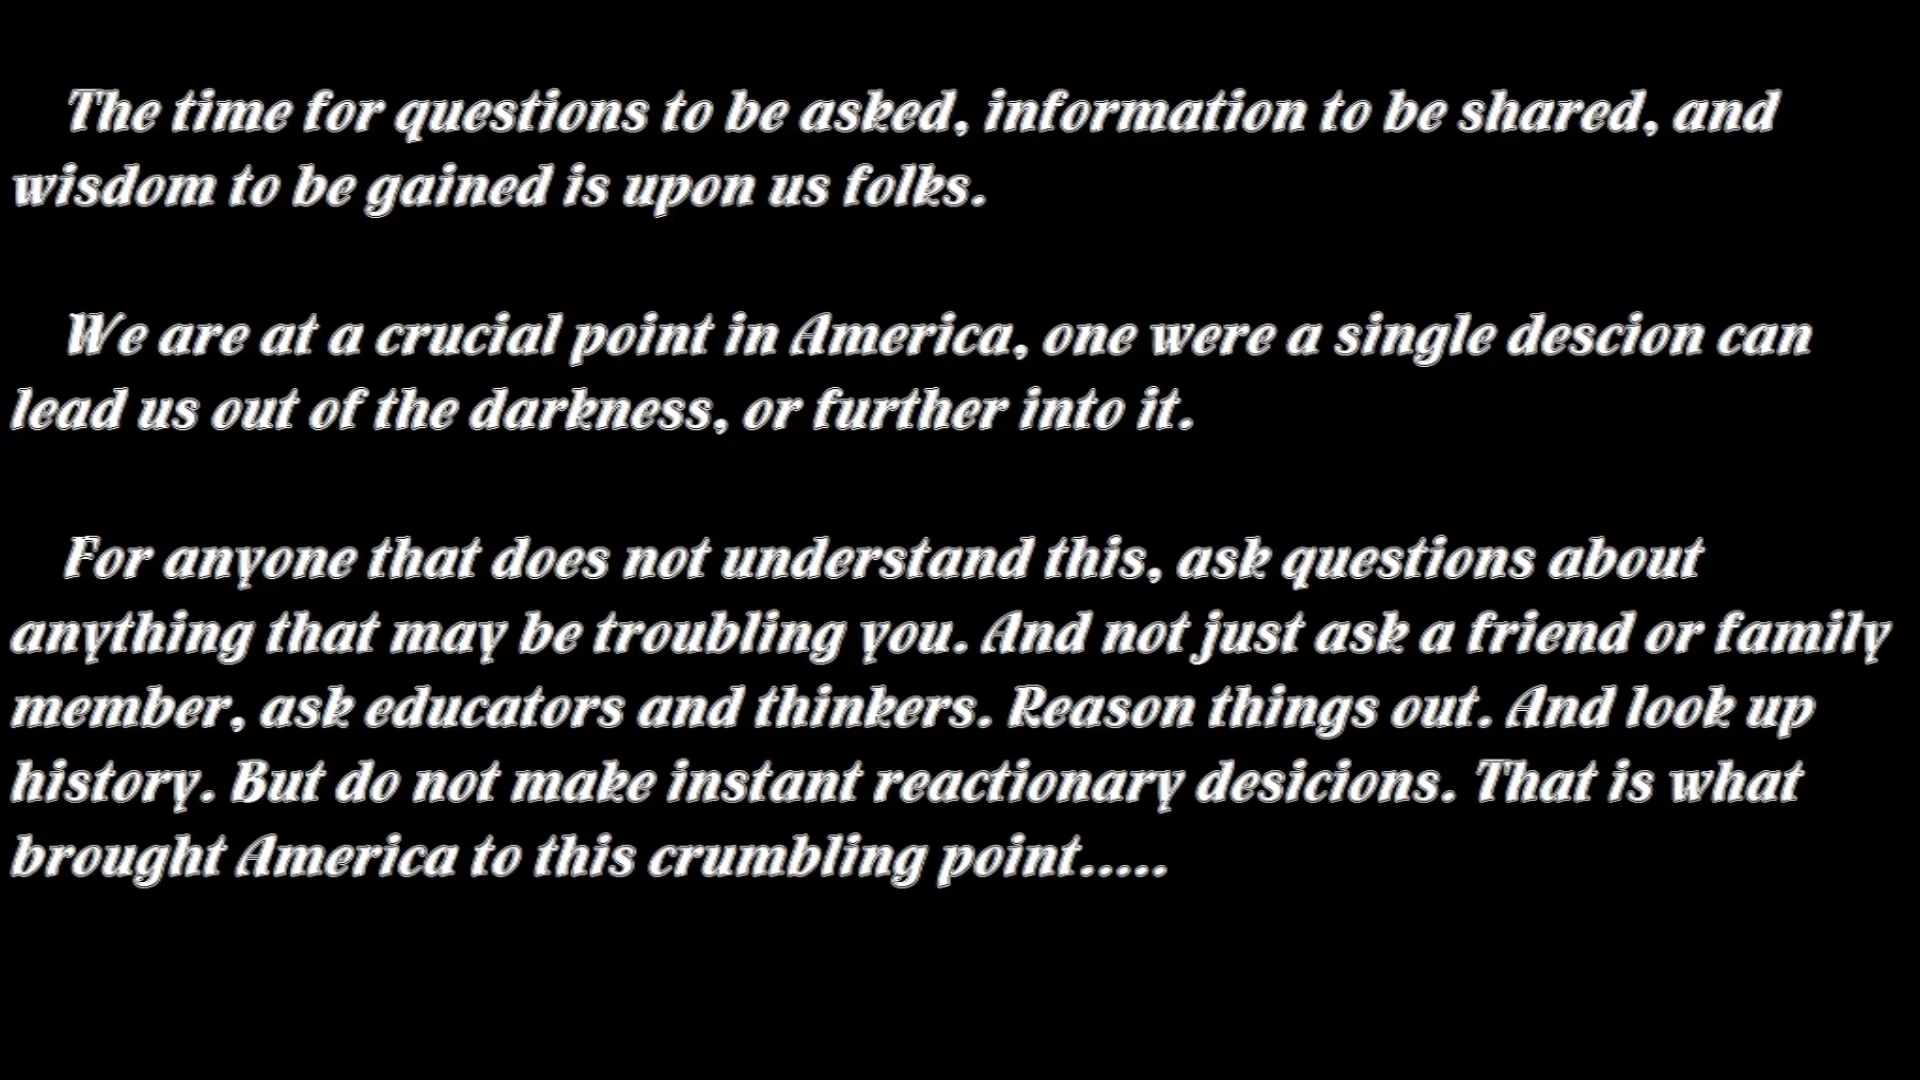 The time for questions to be asked, information to be shared, and
wisdom to be gained is upon us folks.
We are at a crucial point in America, one were a single descion can
lead us out of the darkness, or further into it.
For anyone that does not understand this, ask questions about
anything that may be troubling you. And not just ask a friend or family
member, ask educators and thinkers. Reason things out. And look up
history. But do not make instant reactionary desicions. That is what
brought America to this crumbling point.....